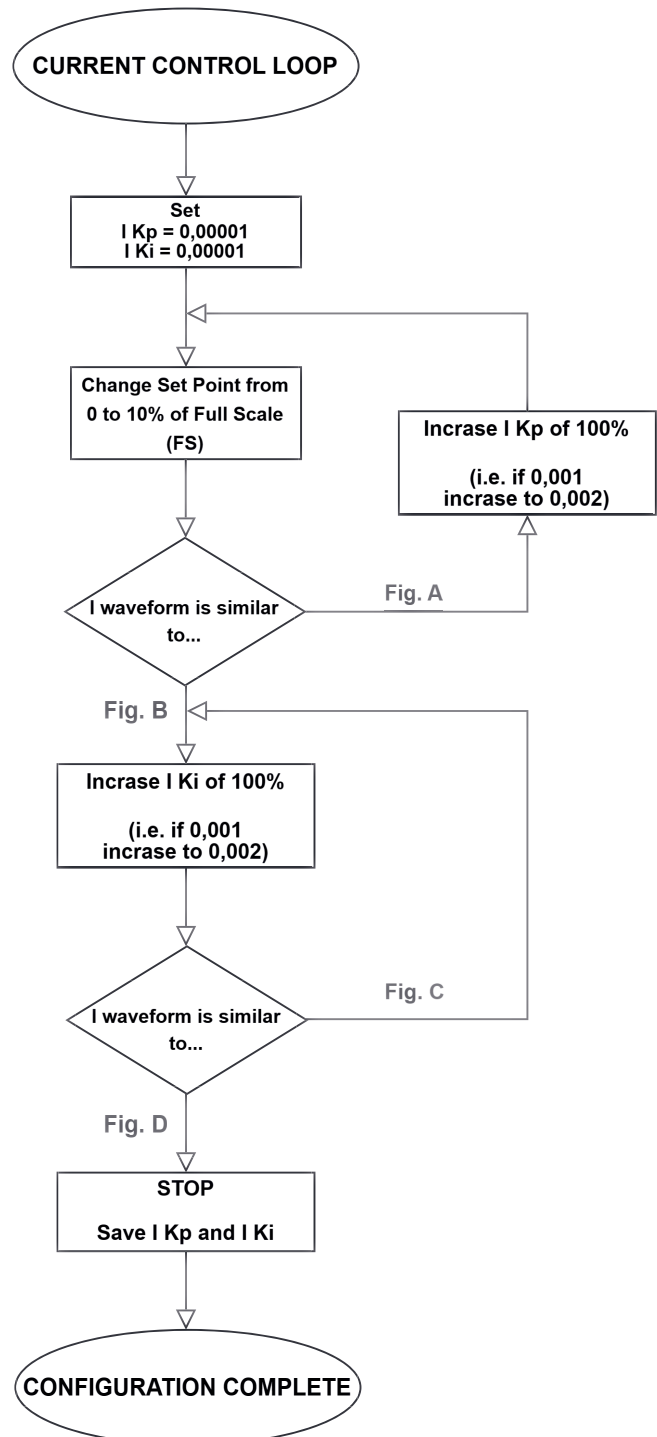 CURRENT CONTROL LOOP
Set
I Kp = 0,00001
I Ki = 0,00001
Change Set Point from
0 to 10% of Full Scale
(FS)
Incrase I Kp of 100%
(i.e. if 0,001
incrase to 0,002)
I waveform is similar
to...
Fig. A
Fig. B
Incrase I Ki of 100%
(i.e. if 0,001
incrase to 0,002)
I waveform is similar
to...
Fig. C
Fig. D
STOP
Save I Kp and I Ki
CONFIGURATION COMPLETE